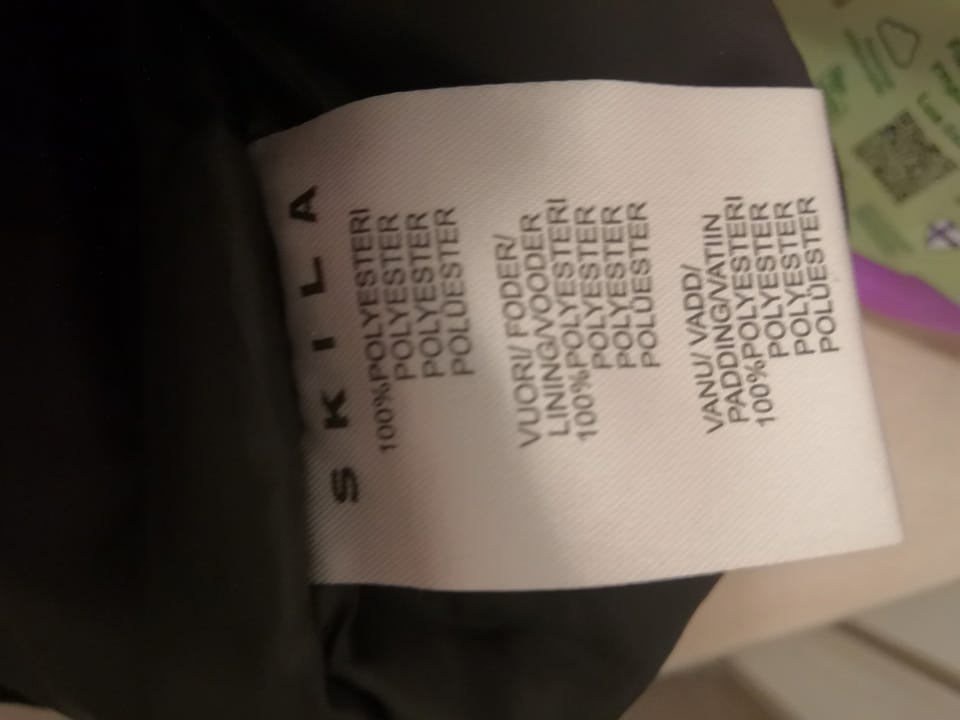 SKILA
100%POLYESTERI
POLYESTER
POLYESTER
POLÜESTER
VUORI/ FODER/
LINING/VOODER
100%POLYESTERI
POLYESTER
POLYESTER
POLÜESTER
VANU/ VADD/
PADDING/VATIIN
100%POLYESTERI
POLYESTER
POLYESTER
POLÜESTER